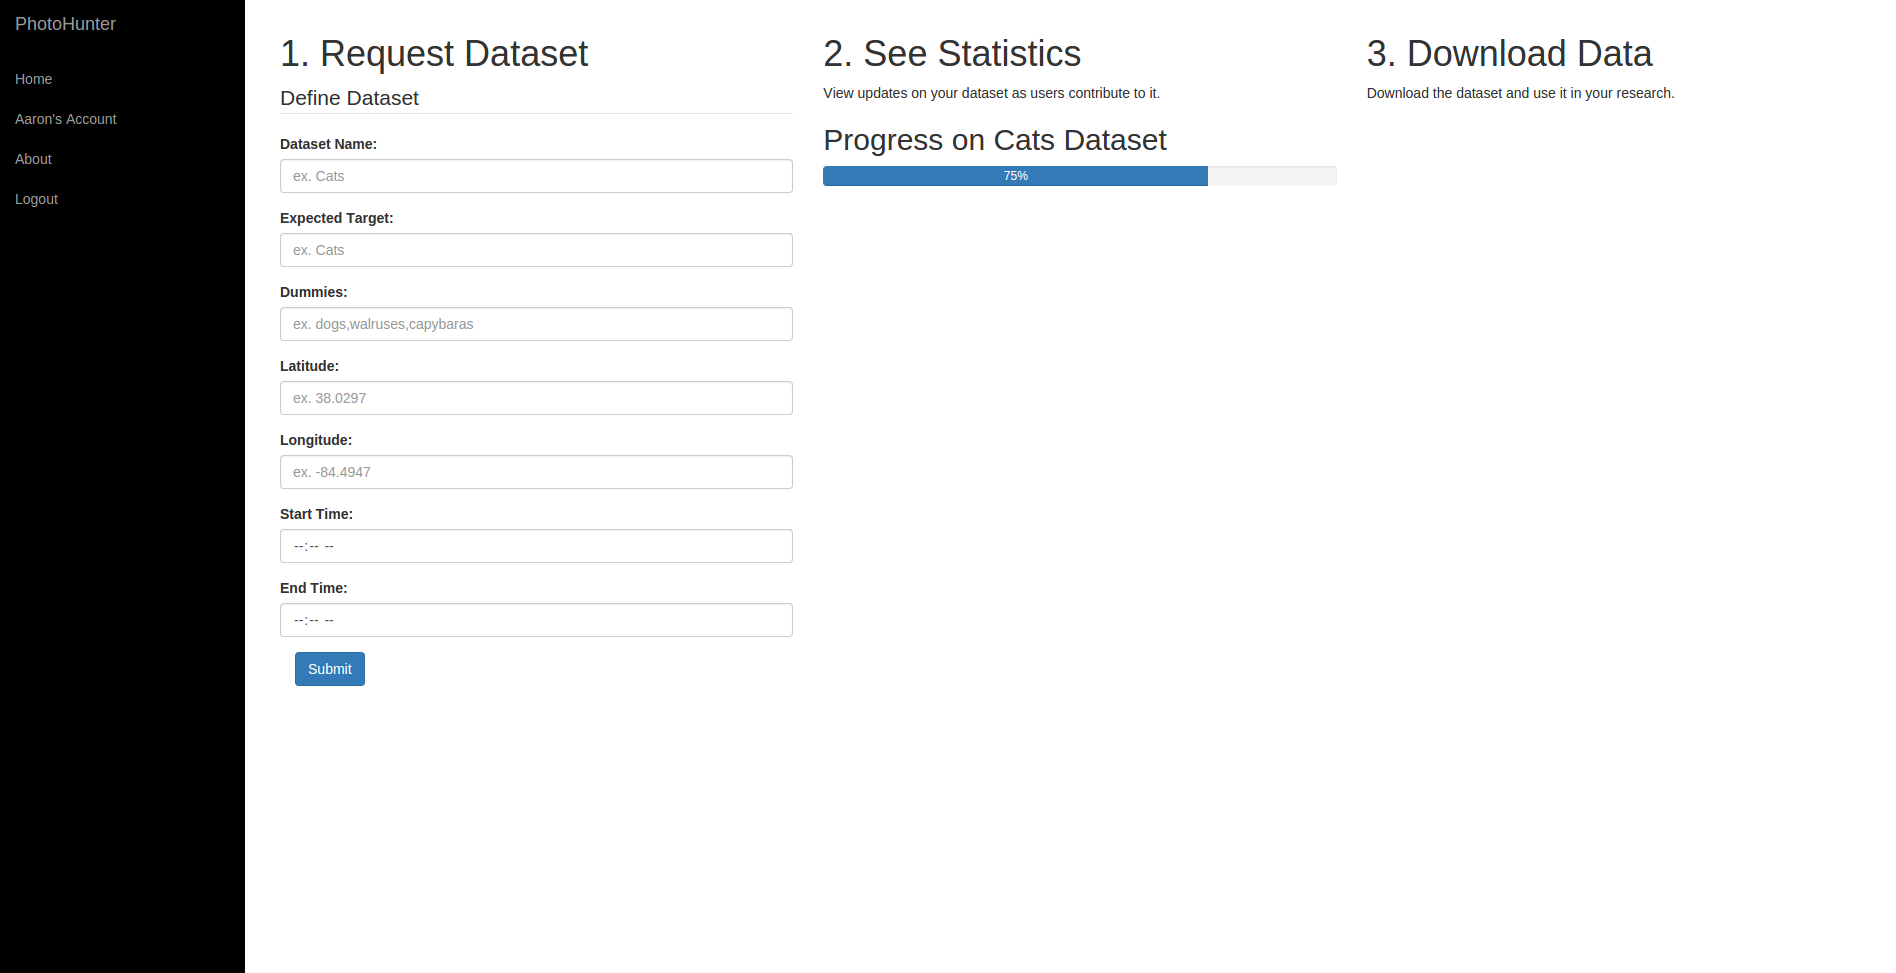 PhotoHunter
Home
Aaron's Account
About
Logout
1. Request Dataset
Define Dataset
Dataset Name:
ex. Cats
Expected Target:
ex. Cats
Dummies:
ex. dogs,walruses,capybaras
Latitude:
ex. 38.0297
Longitude:
ex. -84.4947
Start Time:
--:-- --
End Time:
--:-- --
Submit
2. See Statistics
View updates on your dataset as users contribute to it.
Progress on Cats Dataset
75%
3. Download Data
Download the dataset and use it in your research.